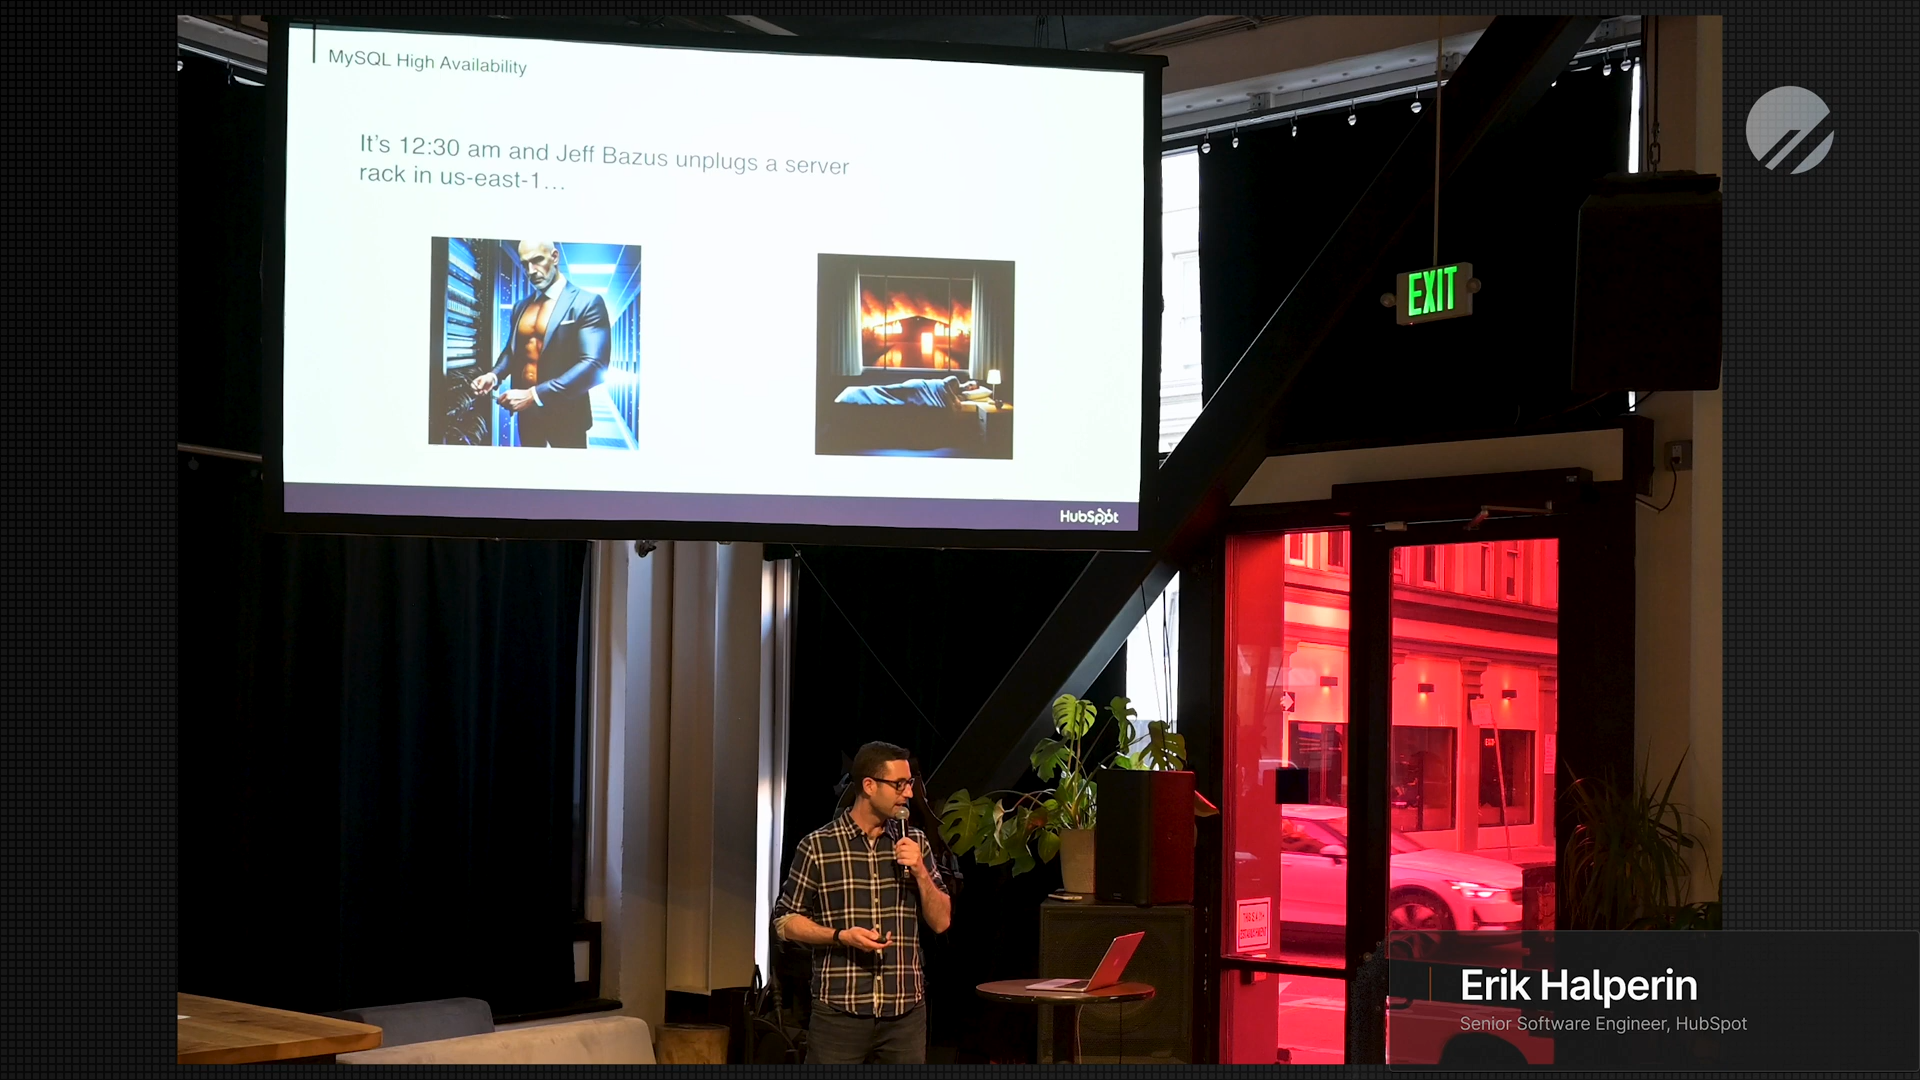 MySQL High Availability
It's 12:30 am and Jeff Bazus unplugs a server
rack in us-east-1...
HubSpot
EXIT
Erik Halperin
Senior Software Engineer, HubSpot